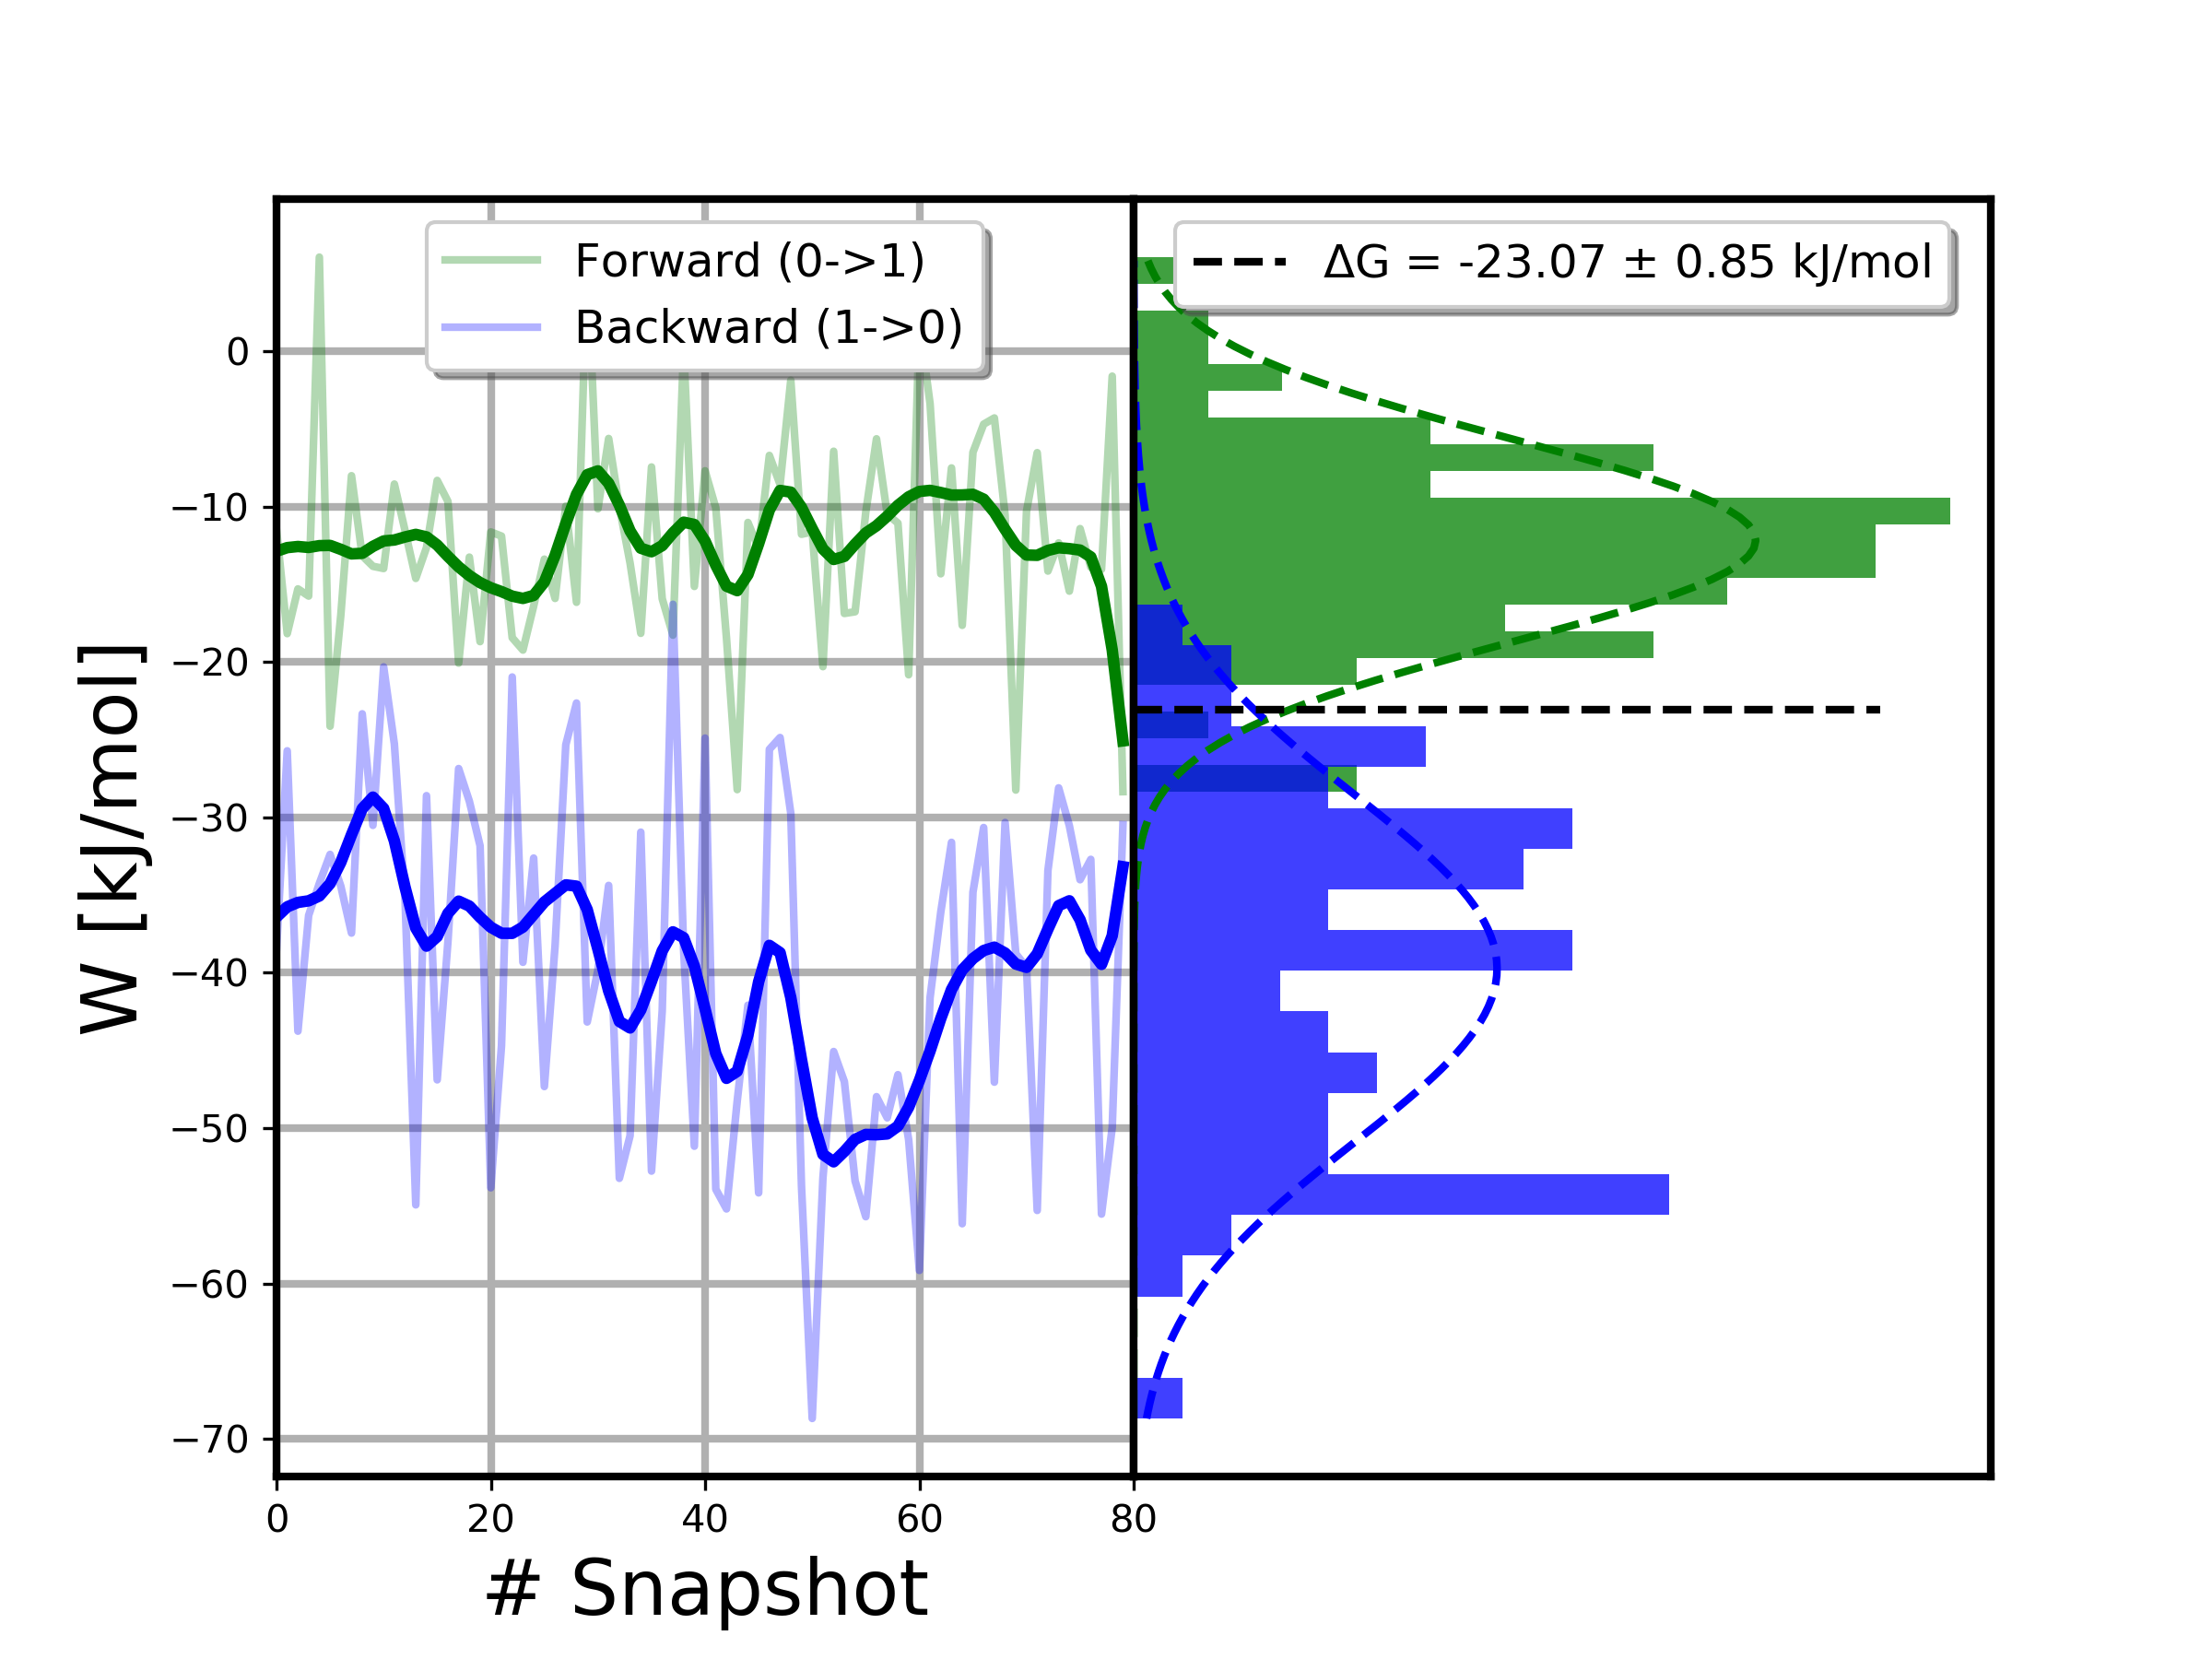 Forward (0->1)
Backward (1->0)
ΔG = -23.07 ± 0.85 kJ/mol
W [kJ/mol]
0
−10
−20
−30
−40
−50
−60
−70
0 20 40 60 80
# Snapshot